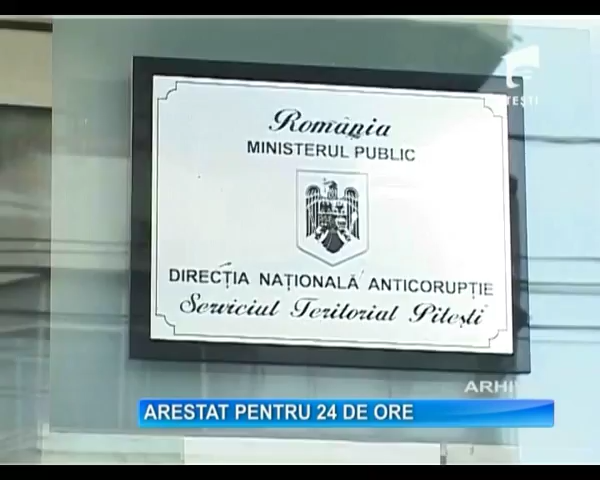 România
MINISTERUL PUBLIC
DIRECȚIA NAȚIONALĂ ANTICORUPȚIE
Serviciul Teritorial Pitești
ARESTAT PENTRU 24 DE ORE